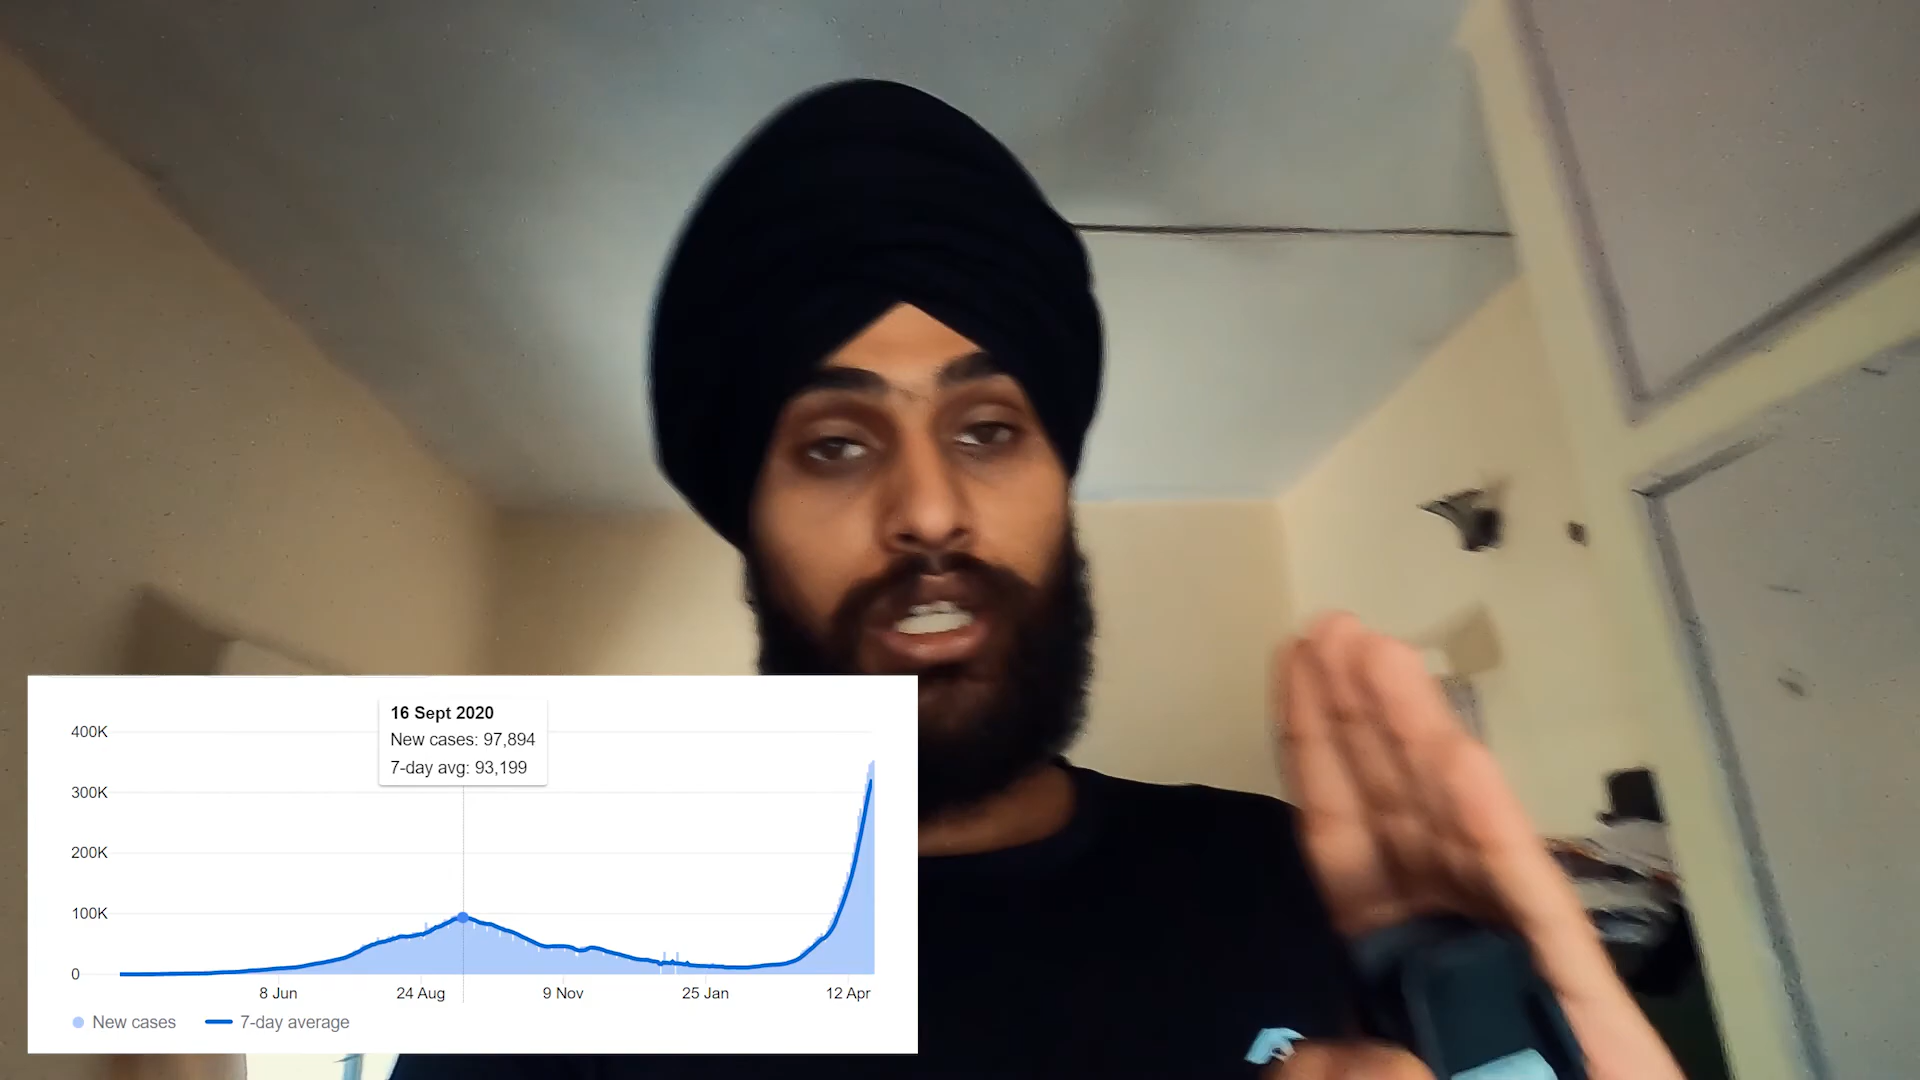 16 Sept 2020
New cases: 97,894
7-day avg: 93,199
400K
300K
200K
100K
0
8 Jun 24 Aug 9 Nov 25 Jan 12 Apr
New cases 7-day average